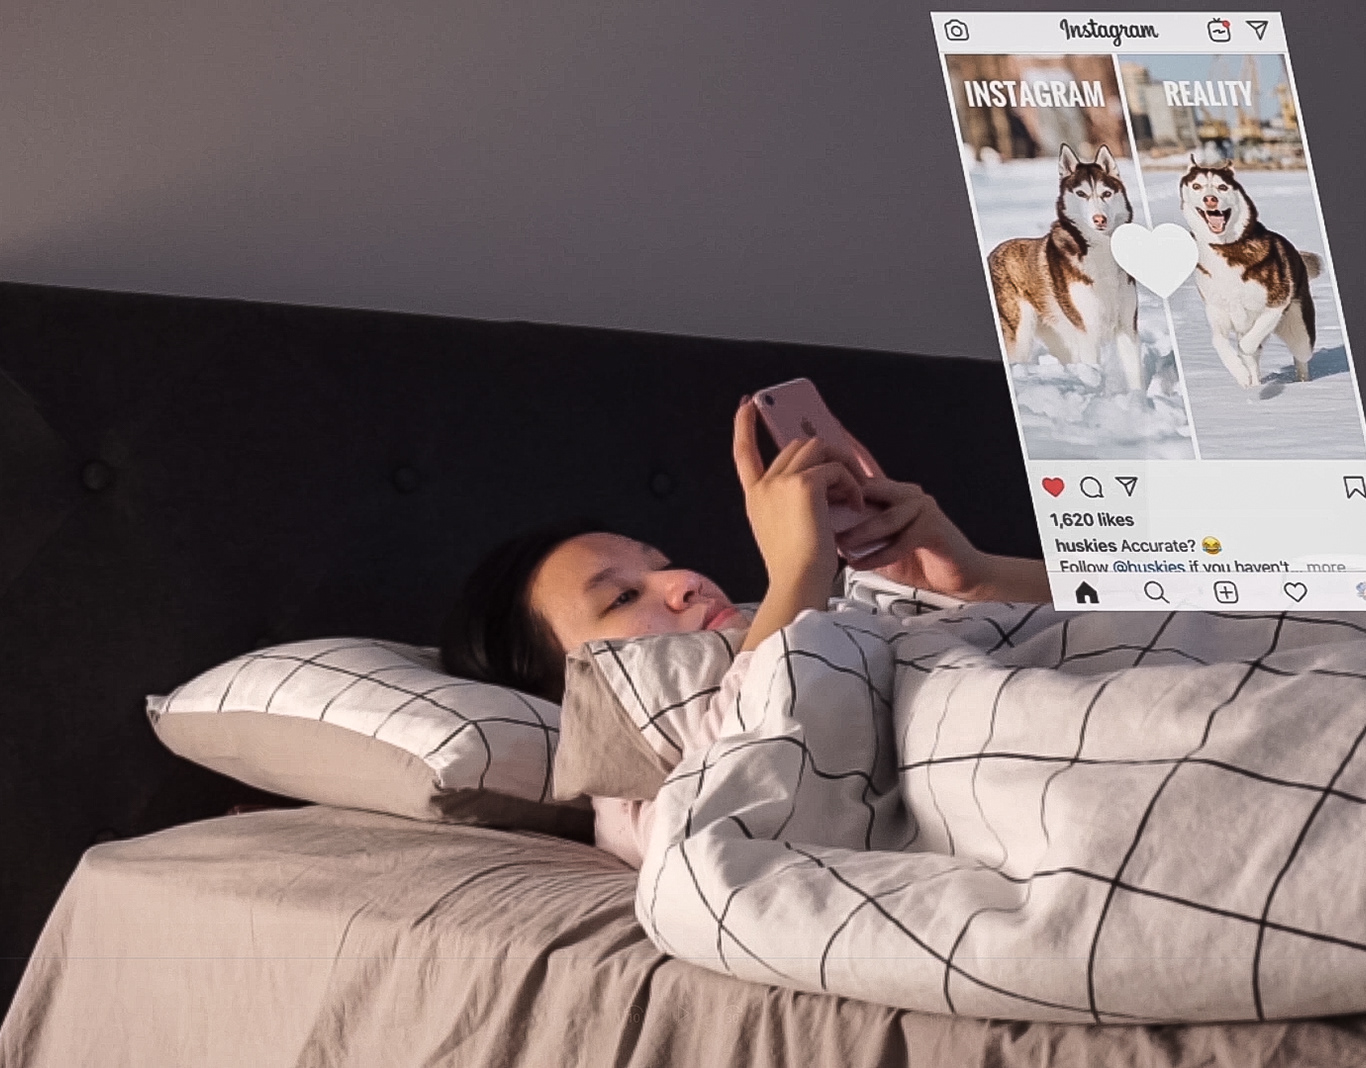 Instagram
INSTAGRAM
REALITY
1,620 likes
huskies Accurate? 😂
Follow @huskies if you haven't... more